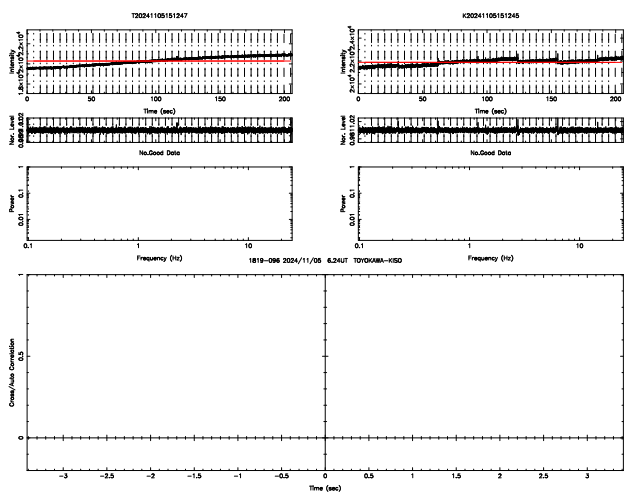 T20241105151247
K20241105151245
Intensity
1.8×10⁴ 2×10⁴ 2.2×10⁴
0 50 100 150 200
Time (sec)
Intensity
2×10⁴ 2.2×10⁴ 2.4×10⁴
0 50 100 150 200
Time (sec)
Nor. Level
Nor. Level
No.Good Data
No.Good Data
Power
1
0.1
0.01
0.1 1 10
Frequency (Hz)
Power
1
0.1
0.01
0.1 1 10
Frequency (Hz)
1819-096 2024/11/05 6.24UT TOYOKAWA-KISO
Cross/Auto Correlation
1
0.5
0
-3 -2.5 -2 -1.5 -1 -0.5 0 0.5 1 1.5 2 2.5 3
Time (sec)